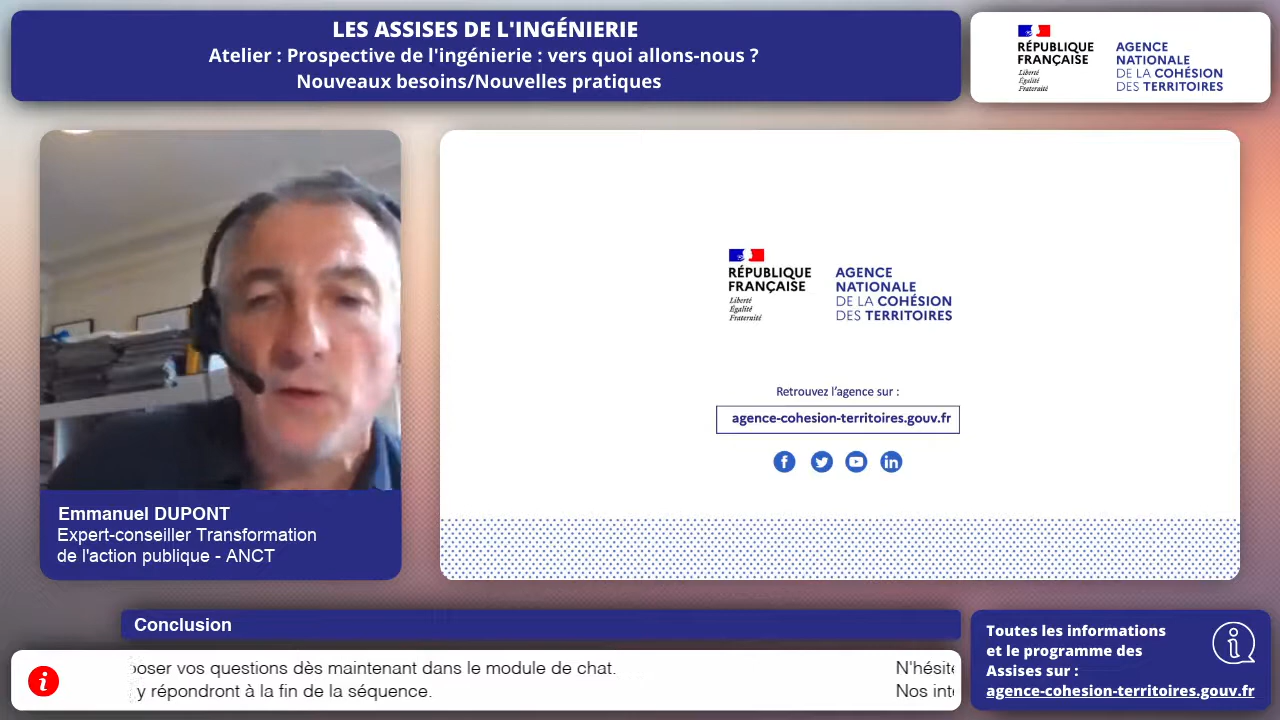 LES ASSISES DE L'INGÉNIERIE
Atelier : Prospective de l'ingénierie : vers quoi allons-nous ?
Nouveaux besoins/Nouvelles pratiques
RÉPUBLIQUE
FRANÇAISE
Liberté
Égalité
Fraternité
AGENCE
NATIONALE
DE LA COHÉSION
DES TERRITOIRES
RÉPUBLIQUE
FRANÇAISE
Liberté
Égalité
Fraternité
AGENCE
NATIONALE
DE LA COHÉSION
DES TERRITOIRES
Retrouvez l'agence sur :
agence-cohesion-territoires.gouv.fr
Emmanuel DUPONT
Expert-conseiller Transformation
de l'action publique - ANCT
Conclusion
vos questions dès maintenant dans le module de chat.
y répondront à la fin de la séquence.
Toutes les informations
et le programme des
Assises sur :
agence-cohesion-territoires.gouv.fr